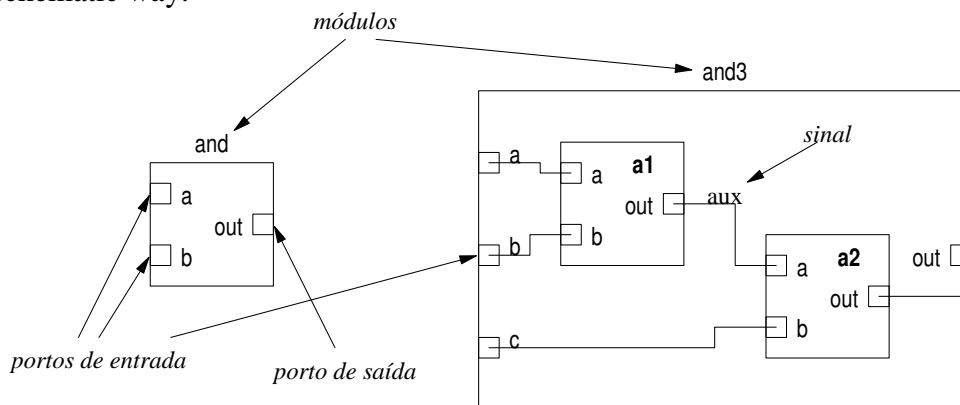 schematic way.
módulos
and3
and
sinal
a
a
a1
a
aux
out
out
b
b
b
a
a2
out
b
out
c
portos de entrada
porto de saída